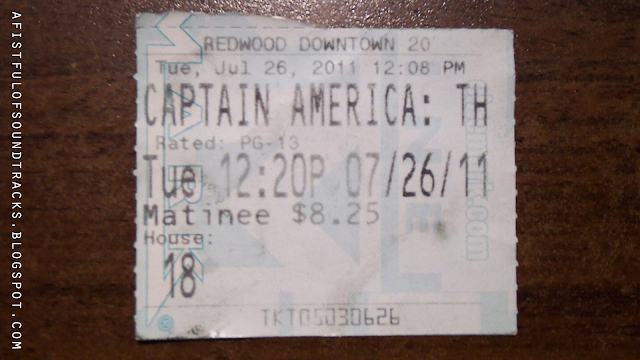 AFISTFULOFSOUNDTRACKS.BLOGSPOT.COM
REDWOOD DOWNTOWN 20
Tue, Jul 26, 2011 12:08 PM
CAPTAIN AMERICA: TH
Rated: PG-13
Tue 12:20P 07/26/11
Matinee $8.25
House:
18
TKT05030626